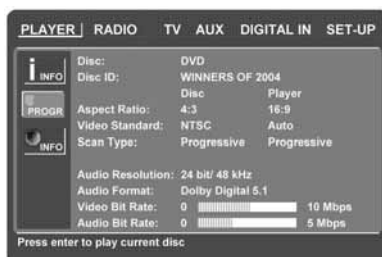 PLAYER RADIO TV AUX DIGITAL IN SET-UP
i INFO
PROGR
INFO
Disc: DVD
Disc ID: WINNERS OF 2004
Disc Player
Aspect Ratio: 4:3 16:9
Video Standard: NTSC Auto
Scan Type: Progressive Progressive
Audio Resolution: 24 bit/ 48 kHz
Audio Format: Dolby Digital 5.1
Video Bit Rate: 0 10 Mbps
Audio Bit Rate: 0 5 Mbps
Press enter to play current disc